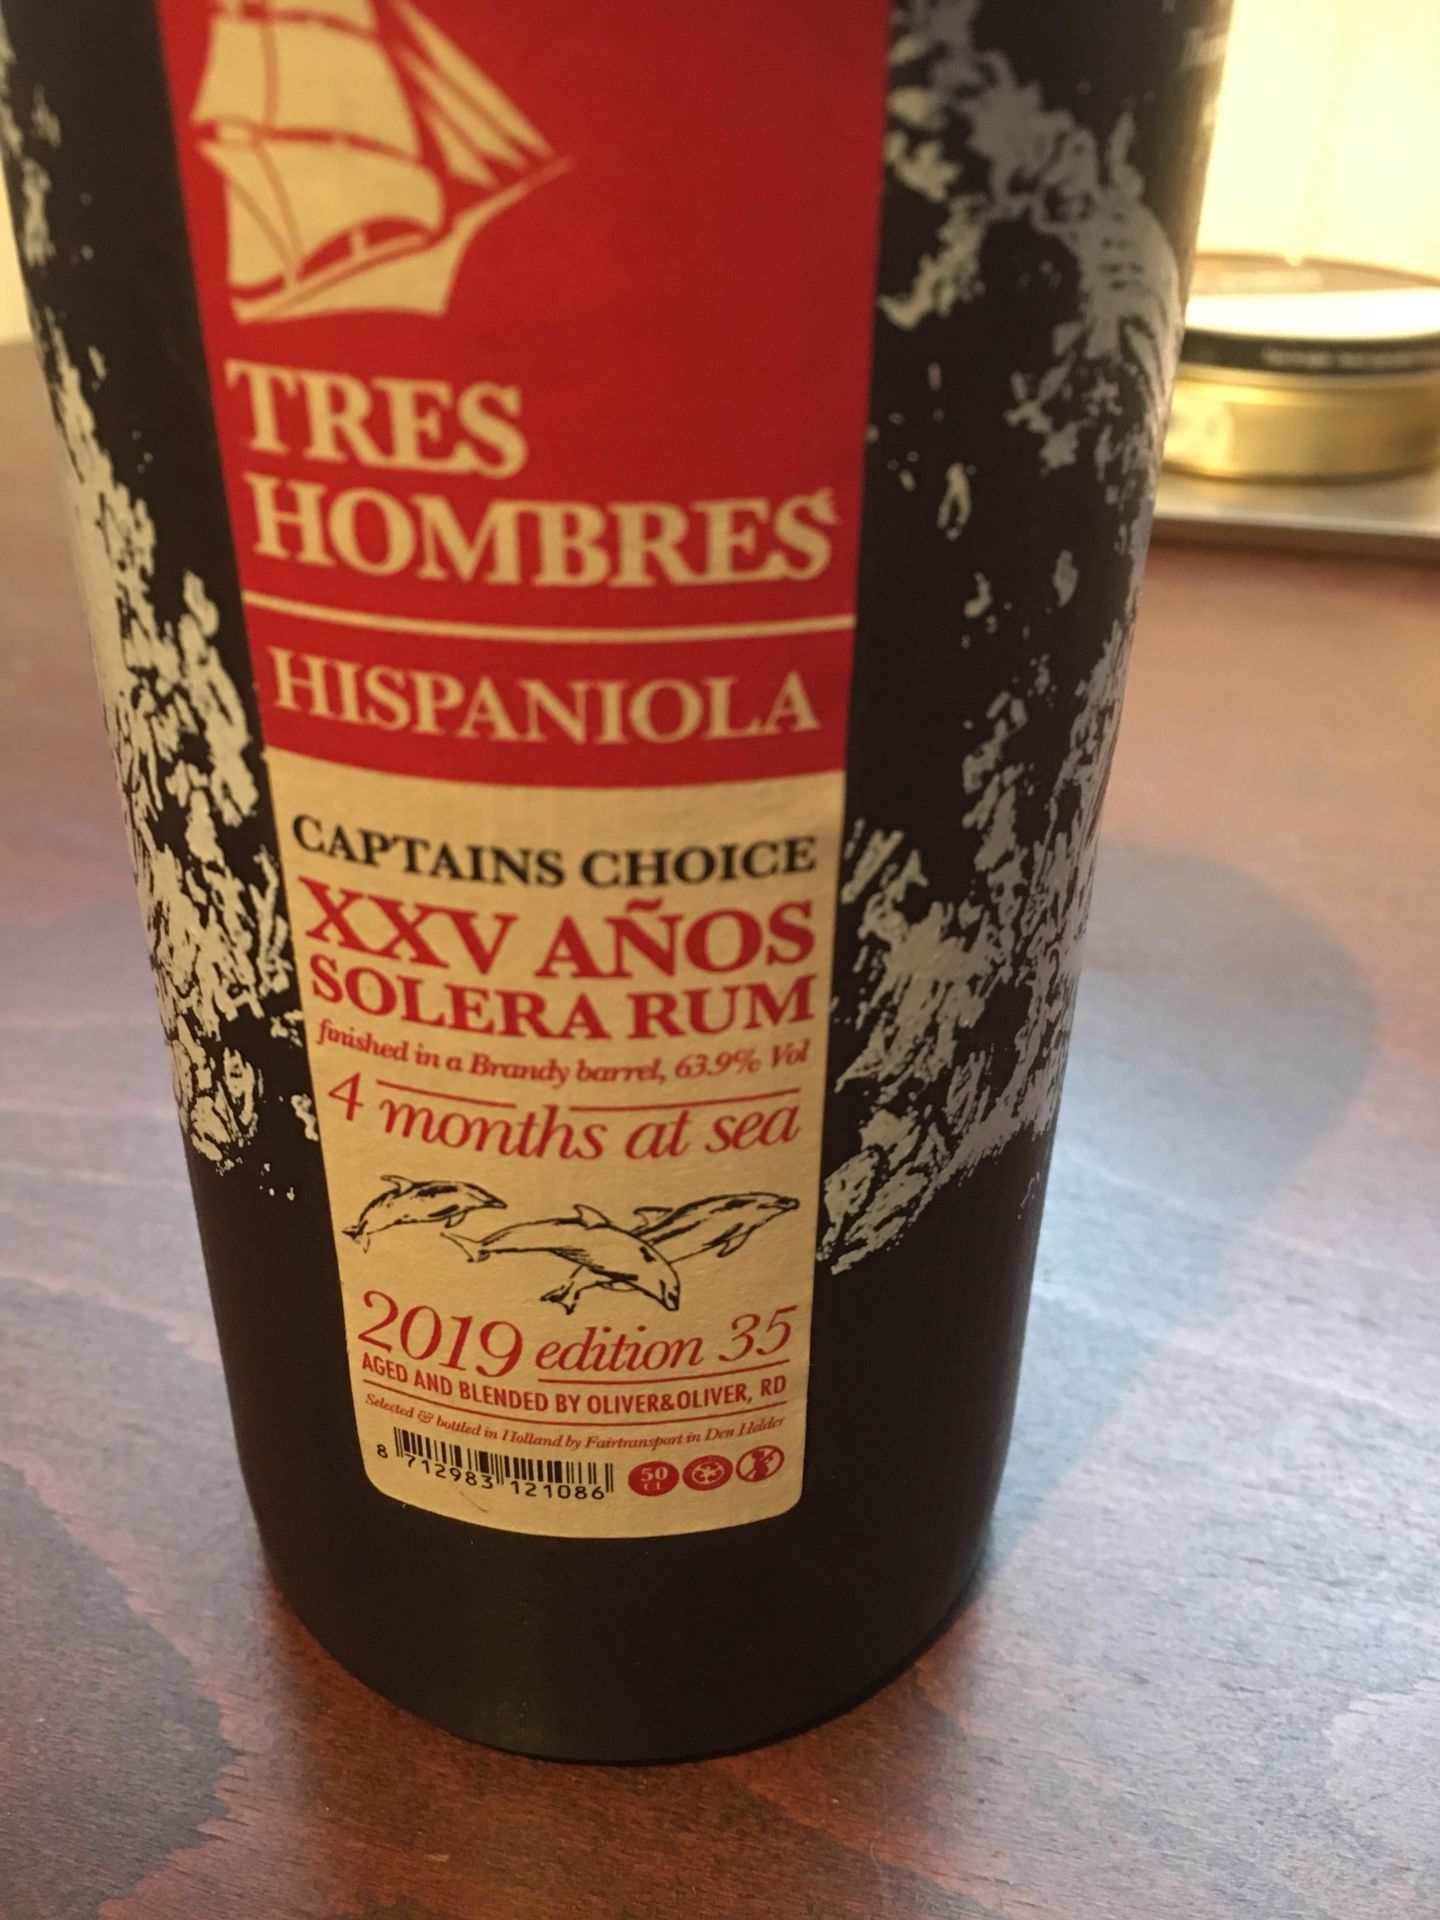 TRES
HOMBRES
HISPANIOLA
CAPTAINS CHOICE
XXV AÑOS
SOLERA RUM
finished in a Brandy barrel, 63.9% Vol
4 months at sea
2019 edition 35
AGED AND BLENDED BY OLIVER&OLIVER, RD
Selected & bottled in Holland by Fairtransport in Den Helder
8 712983 121086
50
CL